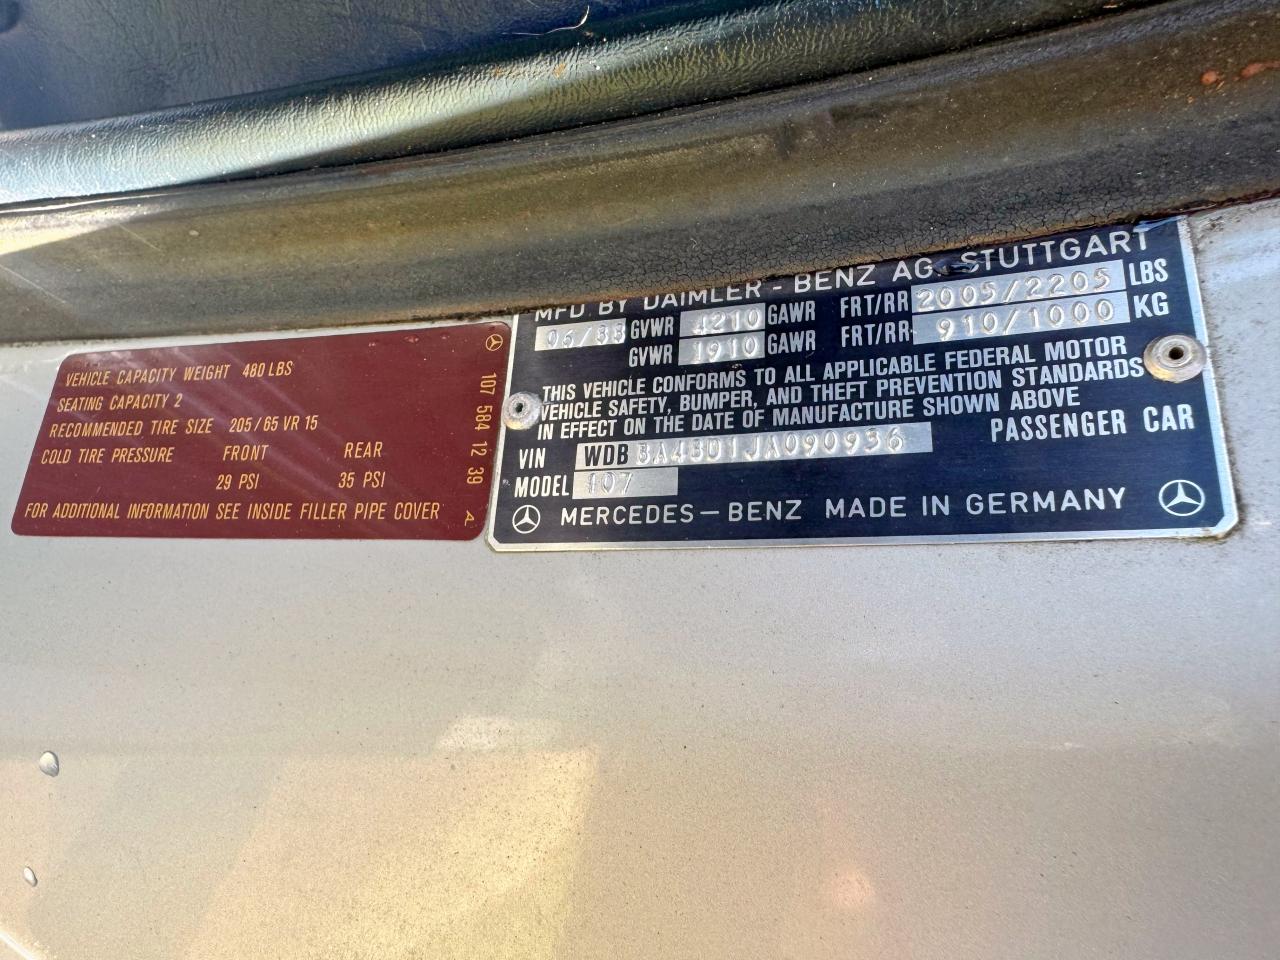 VEHICLE CAPACITY WEIGHT 480 LBS
SEATING CAPACITY 2
RECOMMENDED TIRE SIZE 205/65 VR 15
COLD TIRE PRESSURE FRONT REAR
29 PSI 35 PSI
FOR ADDITIONAL INFORMATION SEE INSIDE FILLER PIPE COVER
107 584 12 39 A
MFD BY DAIMLER - BENZ AG. STUTTGART
06/88 GVWR 4210 GAWR FRT/RR 2005/2205 LBS
GVWR 1910 GAWR FRT/RR 910/1000 KG
THIS VEHICLE CONFORMS TO ALL APPLICABLE FEDERAL MOTOR
VEHICLE SAFETY, BUMPER, AND THEFT PREVENTION STANDARDS
IN EFFECT ON THE DATE OF MANUFACTURE SHOWN ABOVE
VIN WDB BA48D1JA090936 PASSENGER CAR
MODEL 107
MERCEDES - BENZ MADE IN GERMANY